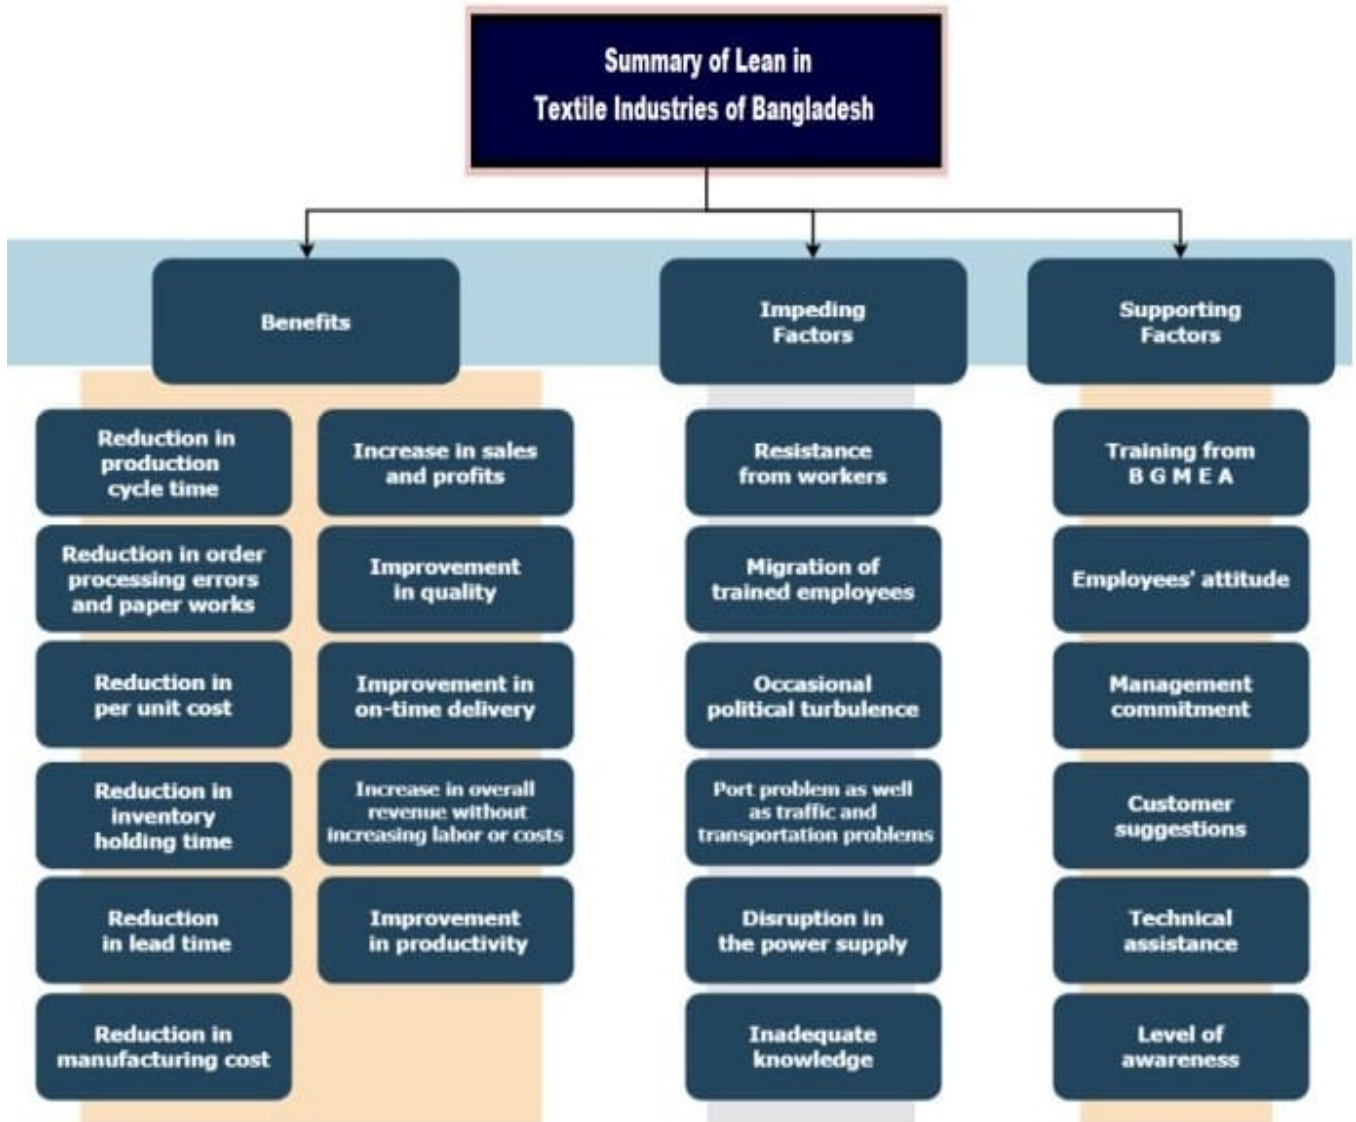 Summary of Lean in
Textile Industries of Bangladesh
Benefits
Impeding
Factors
Supporting
Factors
Reduction in
production
cycle time
Increase in sales
and profits
Resistance
from workers
Training from
B G M E A
Reduction in order
processing errors
and paper works
Improvement
in quality
Migration of
trained employees
Employees' attitude
Reduction in
per unit cost
Improvement in
on-time delivery
Occasional
political turbulence
Management
commitment
Reduction in
inventory
holding time
Increase in overall
revenue without
increasing labor or costs
Port problem as well
as traffic and
transportation problems
Customer
suggestions
Reduction
in lead time
Improvement
in productivity
Disruption in
the power supply
Technical
assistance
Reduction in
manufacturing cost
Inadequate
knowledge
Level of
awareness